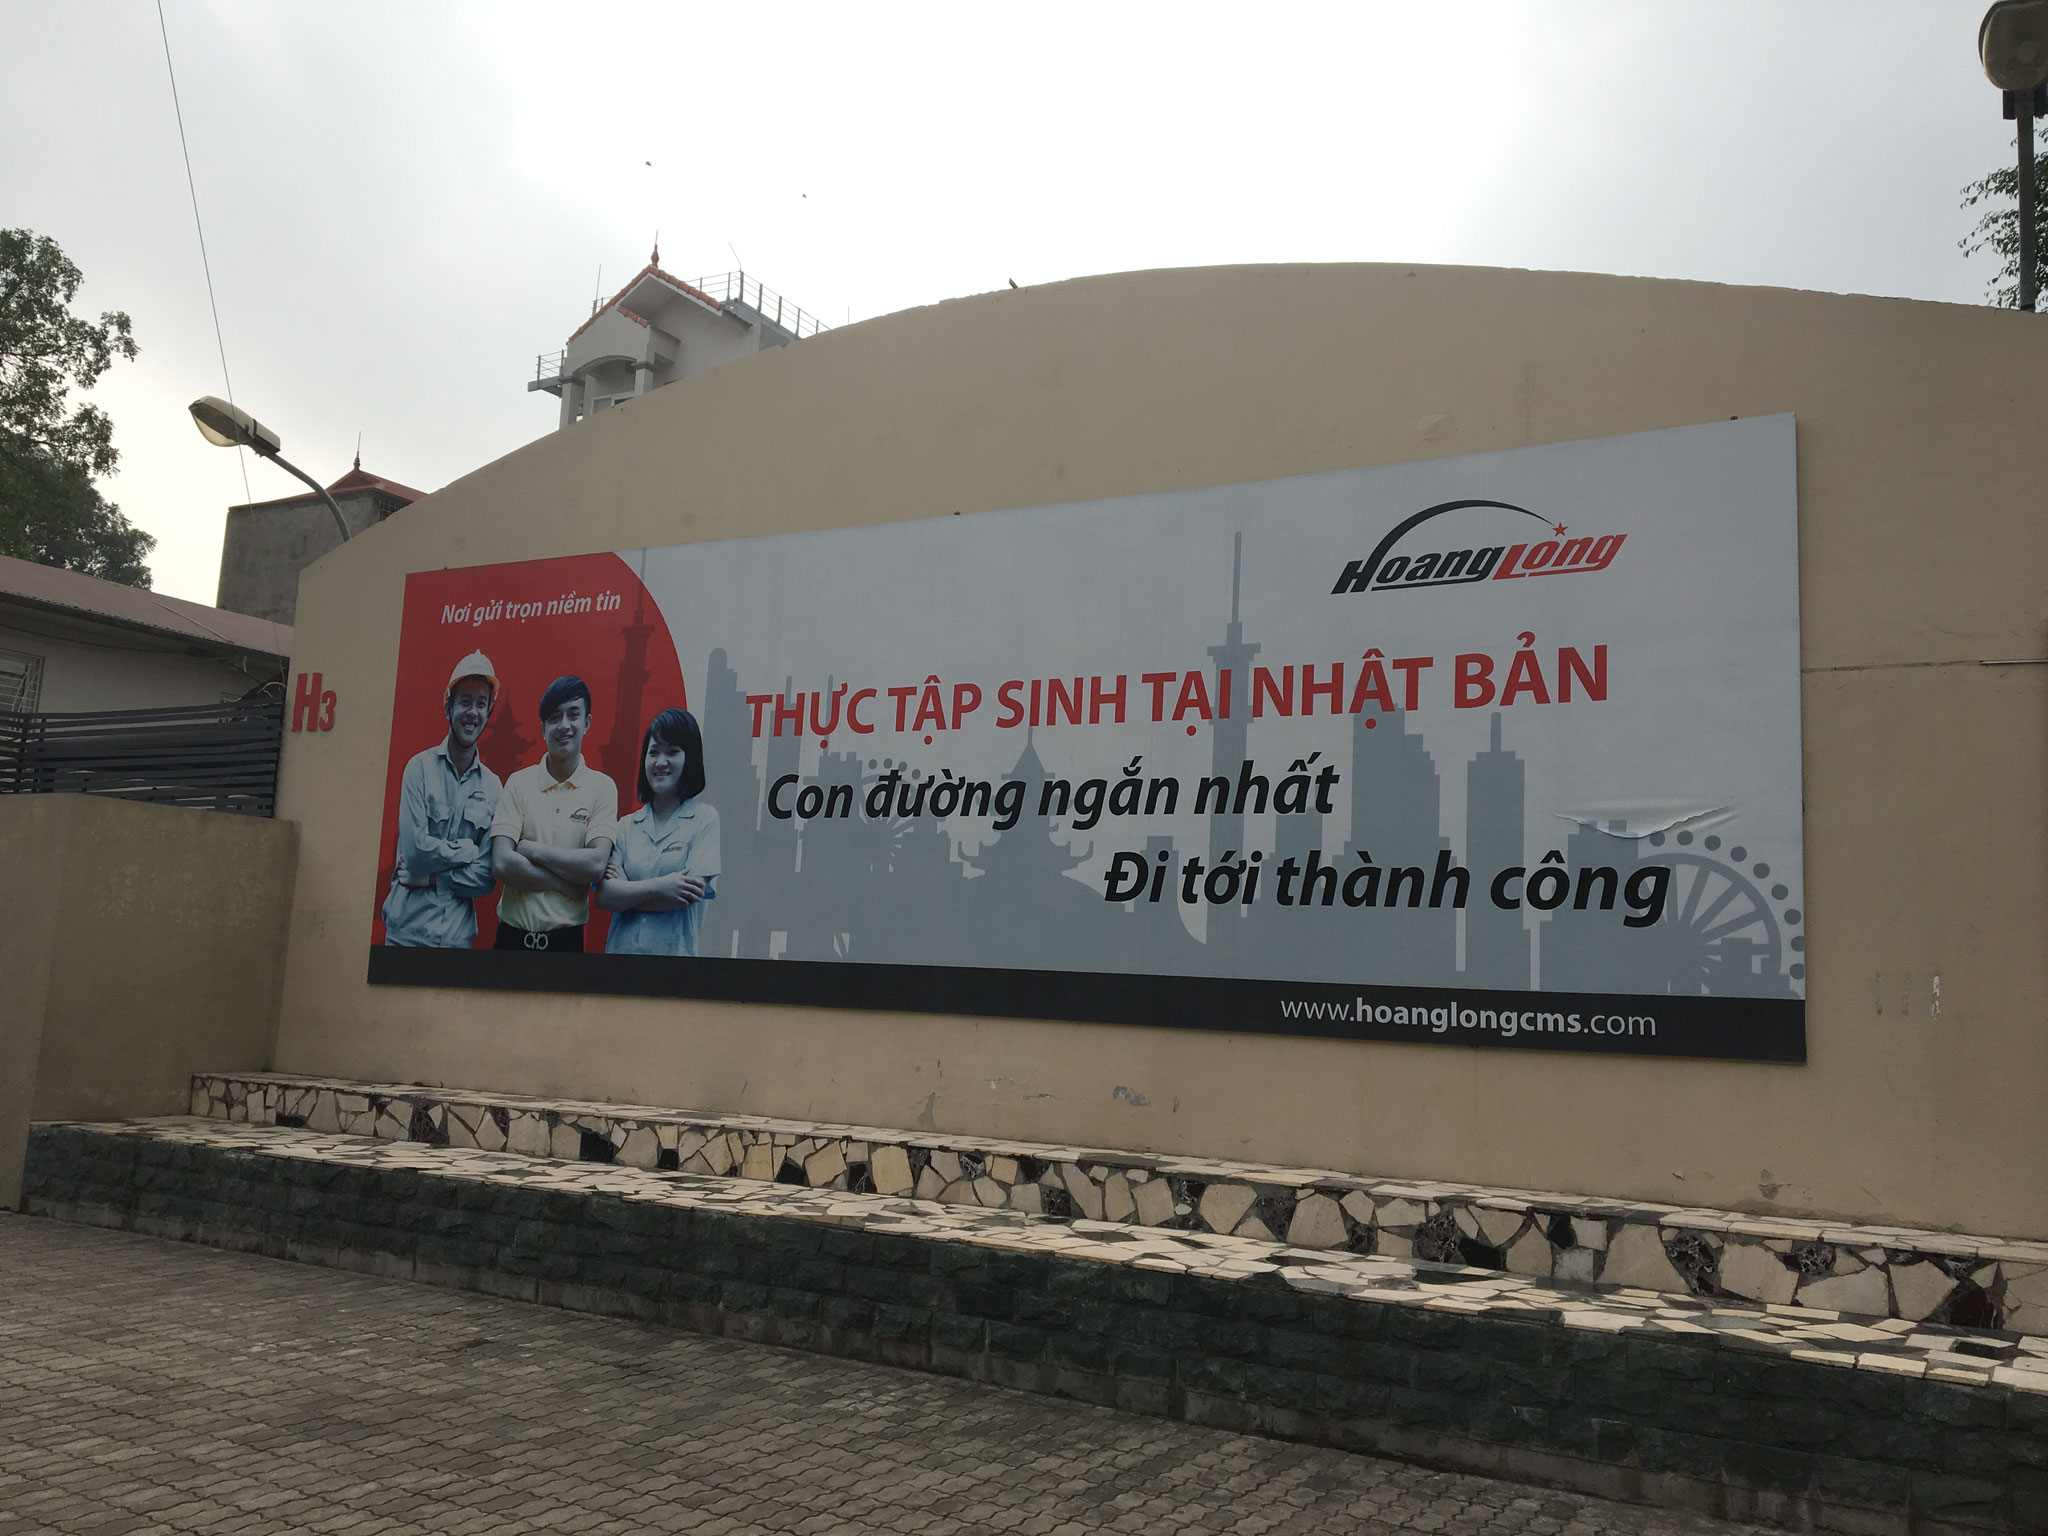 HoangLong
Nơi gửi trọn niềm tin
H3
THỰC TẬP SINH TẠI NHẬT BẢN
Con đường ngắn nhất
Đi tới thành công
www.hoanglongcms.com